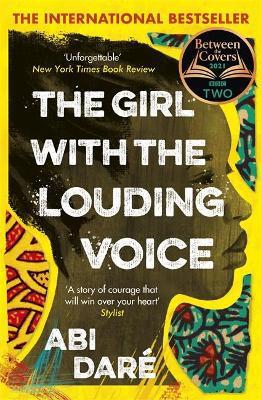 THE INTERNATIONAL BESTSELLER
Between
the Covers
2021
BBC
TWO
'Unforgettable'
New York Times Book Review
THE GIRL
WITH THE
LOUDING
VOICE
'A story of courage that
will win over your heart'
Stylist
ABI
DARÉ